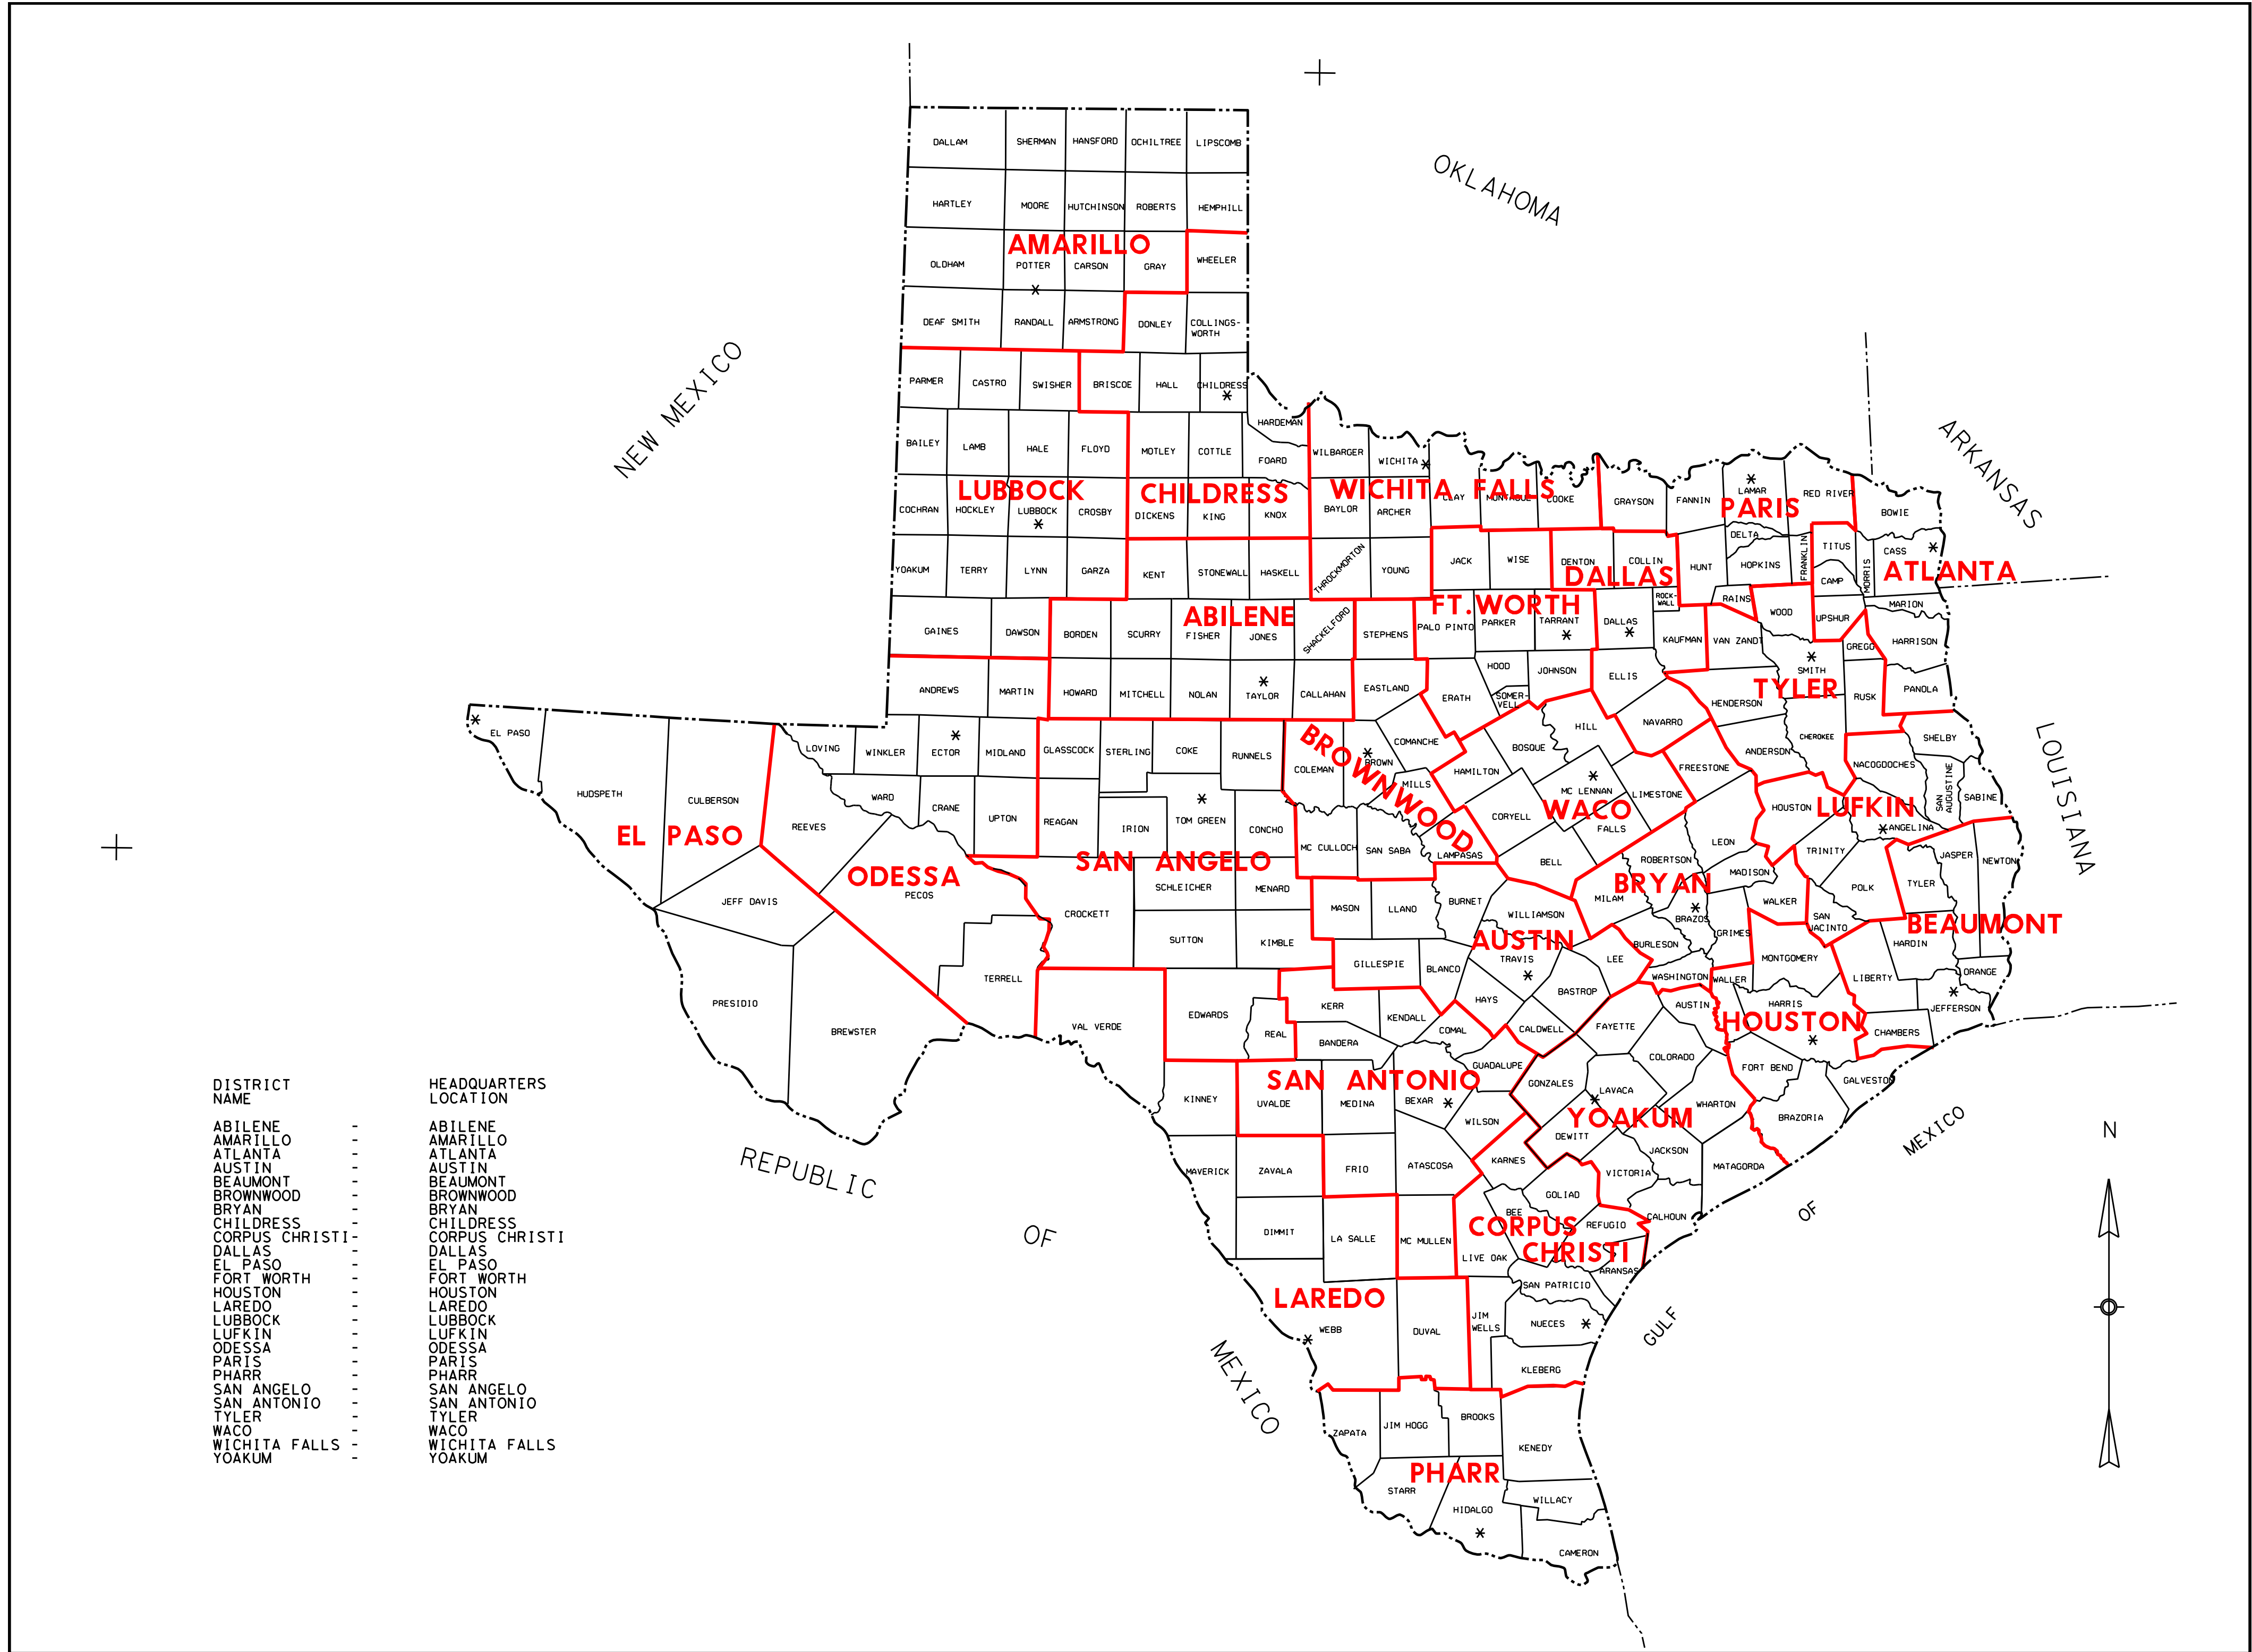 OKLAHOMA
ARKANSAS
NEW MEXICO
LOUISIANA
REPUBLIC
OF
MEXICO
GULF
OF
MEXICO
N
DALLAM
SHERMAN
HANSFORD
OCHILTREE
LIPSCOMB
HARTLEY
MOORE
HUTCHINSON
ROBERTS
HEMPHILL
AMARILLO
OLDHAM
POTTER
CARSON
GRAY
WHEELER
DEAF SMITH
RANDALL
ARMSTRONG
DONLEY
COLLINGS-
WORTH
PARMER
CASTRO
SWISHER
BRISCOE
HALL
CHILDRESS
HARDEMAN
BAILEY
LAMB
HALE
FLOYD
MOTLEY
COTTLE
FOARD
WILBARGER
WICHITA
LUBBOCK
CHILDRESS
WICHITA FALLS
COCHRAN
HOCKLEY
LUBBOCK
CROSBY
DICKENS
KING
KNOX
BAYLOR
ARCHER
CLAY
MONTAGUE
COOKE
GRAYSON
FANNIN
LAMAR
PARIS
RED RIVER
BOWIE
YOAKUM
TERRY
LYNN
GARZA
KENT
STONEWALL
HASKELL
THROCKMORTON
YOUNG
JACK
WISE
DENTON
COLLIN
DALLAS
HUNT
DELTA
HOPKINS
FRANKLIN
TITUS
CAMP
MORRIS
CASS
ATLANTA
MARION
GAINES
DAWSON
BORDEN
SCURRY
ABILENE
FISHER
JONES
SHACKELFORD
STEPHENS
PALO PINTO
FT.WORTH
PARKER
TARRANT
DALLAS
ROCK-
WALL
KAUFMAN
RAINS
VAN ZANDT
WOOD
UPSHUR
GREGG
HARRISON
ANDREWS
MARTIN
HOWARD
MITCHELL
NOLAN
TAYLOR
CALLAHAN
EASTLAND
ERATH
HOOD
SOMER-
VELL
JOHNSON
ELLIS
HENDERSON
SMITH
TYLER
RUSK
PANOLA
EL PASO
HUDSPETH
CULBERSON
EL PASO
LOVING
WINKLER
ECTOR
MIDLAND
GLASSCOCK
STERLING
COKE
RUNNELS
COLEMAN
BROWN
BROWNWOOD
COMANCHE
MILLS
HAMILTON
BOSQUE
HILL
NAVARRO
FREESTONE
ANDERSON
CHEROKEE
NACOGDOCHES
SHELBY
SAN
AUGUSTINE
SABINE
REEVES
WARD
CRANE
UPTON
REAGAN
IRION
TOM GREEN
CONCHO
MC CULLOCH
SAN SABA
LAMPASAS
CORYELL
MC LENNAN
WACO
LIMESTONE
FALLS
BELL
LEON
HOUSTON
LUFKIN
ANGELINA
TRINITY
POLK
TYLER
JASPER
NEWTON
JEFF DAVIS
ODESSA
PECOS
SAN ANGELO
CROCKETT
SCHLEICHER
MENARD
MASON
LLANO
BURNET
WILLIAMSON
MILAM
ROBERTSON
BRYAN
BRAZOS
MADISON
GRIMES
WALKER
SAN
JACINTO
BEAUMONT
HARDIN
LIBERTY
ORANGE
JEFFERSON
CHAMBERS
PRESIDIO
BREWSTER
TERRELL
SUTTON
KIMBLE
GILLESPIE
BLANCO
AUSTIN
TRAVIS
HAYS
BASTROP
LEE
BURLESON
WASHINGTON
WALLER
MONTGOMERY
HARRIS
HOUSTON
VAL VERDE
EDWARDS
REAL
KERR
BANDERA
KENDALL
COMAL
GUADALUPE
CALDWELL
FAYETTE
AUSTIN
COLORADO
FORT BEND
GALVESTON
BRAZORIA
KINNEY
UVALDE
MEDINA
SAN ANTONIO
BEXAR
WILSON
GONZALES
LAVACA
YOAKUM
WHARTON
DEWITT
JACKSON
MATAGORDA
MAVERICK
ZAVALA
FRIO
ATASCOSA
KARNES
GOLIAD
VICTORIA
CALHOUN
DIMMIT
LA SALLE
MC MULLEN
LIVE OAK
BEE
CORPUS
CHRISTI
REFUGIO
ARANSAS
SAN PATRICIO
LAREDO
WEBB
DUVAL
JIM
WELLS
NUECES
KLEBERG
ZAPATA
JIM HOGG
BROOKS
KENEDY
PHARR
STARR
HIDALGO
WILLACY
CAMERON
DISTRICT HEADQUARTERS
NAME LOCATION
ABILENE - ABILENE
AMARILLO - AMARILLO
ATLANTA - ATLANTA
AUSTIN - AUSTIN
BEAUMONT - BEAUMONT
BROWNWOOD - BROWNWOOD
BRYAN - BRYAN
CHILDRESS - CHILDRESS
CORPUS CHRISTI - CORPUS CHRISTI
DALLAS - DALLAS
EL PASO - EL PASO
FORT WORTH - FORT WORTH
HOUSTON - HOUSTON
LAREDO - LAREDO
LUBBOCK - LUBBOCK
LUFKIN - LUFKIN
ODESSA - ODESSA
PARIS - PARIS
PHARR - PHARR
SAN ANGELO - SAN ANGELO
SAN ANTONIO - SAN ANTONIO
TYLER - TYLER
WACO - WACO
WICHITA FALLS - WICHITA FALLS
YOAKUM - YOAKUM